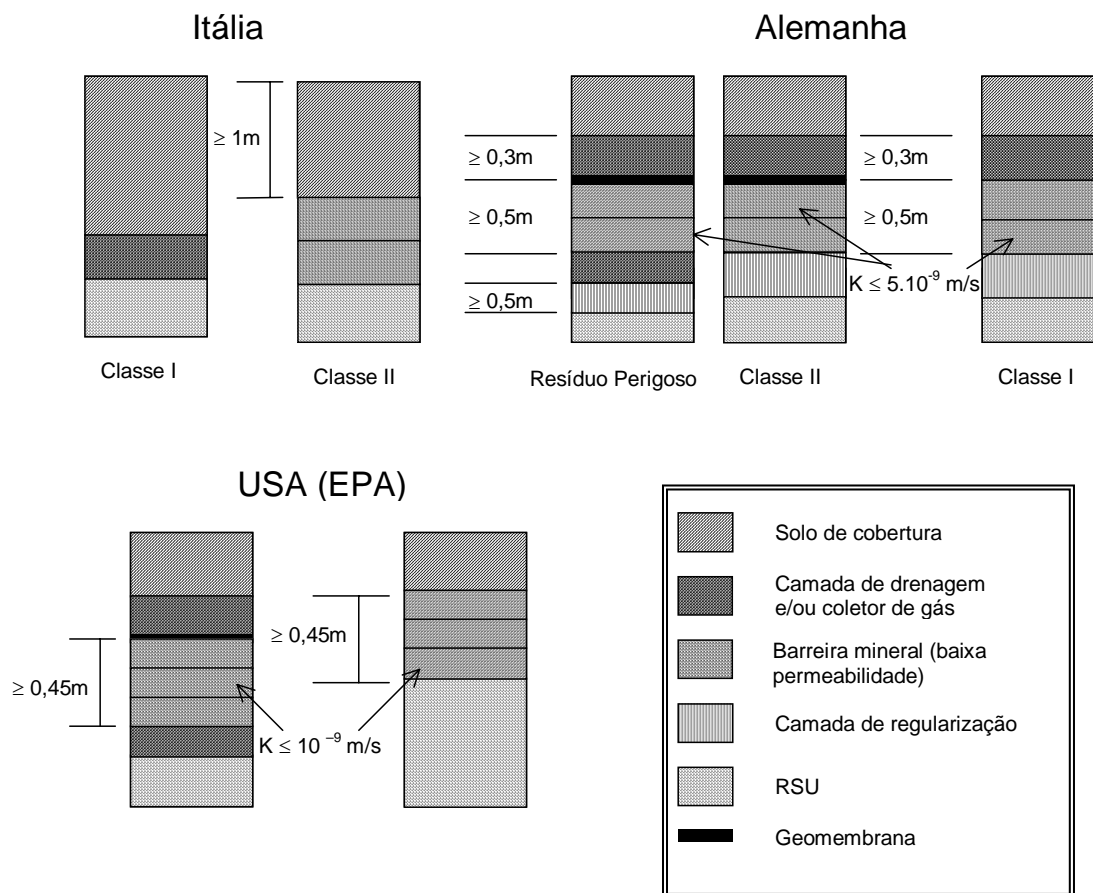 Itália
Alemanha
≥ 1m
≥ 0,3m
≥ 0,5m
≥ 0,5m
≥ 0,3m
≥ 0,5m
K ≤ 5.10⁻⁹ m/s
Classe I
Classe II
Resíduo Perigoso
Classe II
Classe I
USA (EPA)
≥ 0,45m
≥ 0,45m
K ≤ 10 ⁻⁹ m/s
Solo de cobertura
Camada de drenagem
e/ou coletor de gás
Barreira mineral (baixa
permeabilidade)
Camada de regularização
RSU
Geomembrana